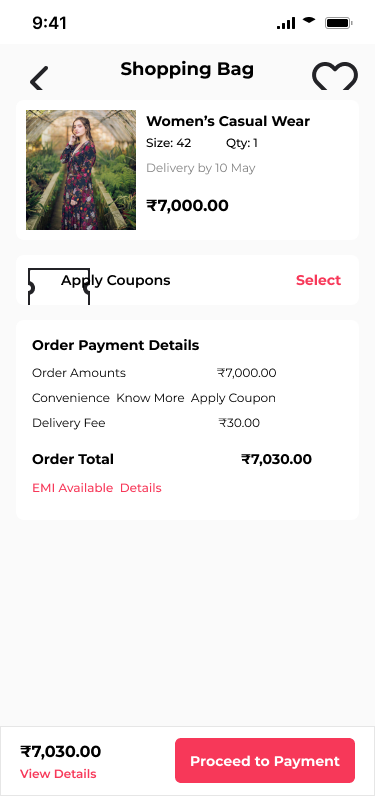 9:41
Shopping Bag
Women’s Casual Wear
Size: 42 Qty: 1
Delivery by 10 May
₹7,000.00
Apply Coupons Select
Order Payment Details
Order Amounts ₹7,000.00
Convenience Know More Apply Coupon
Delivery Fee ₹30.00
Order Total ₹7,030.00
EMI Available Details
₹7,030.00
View Details
Proceed to Payment